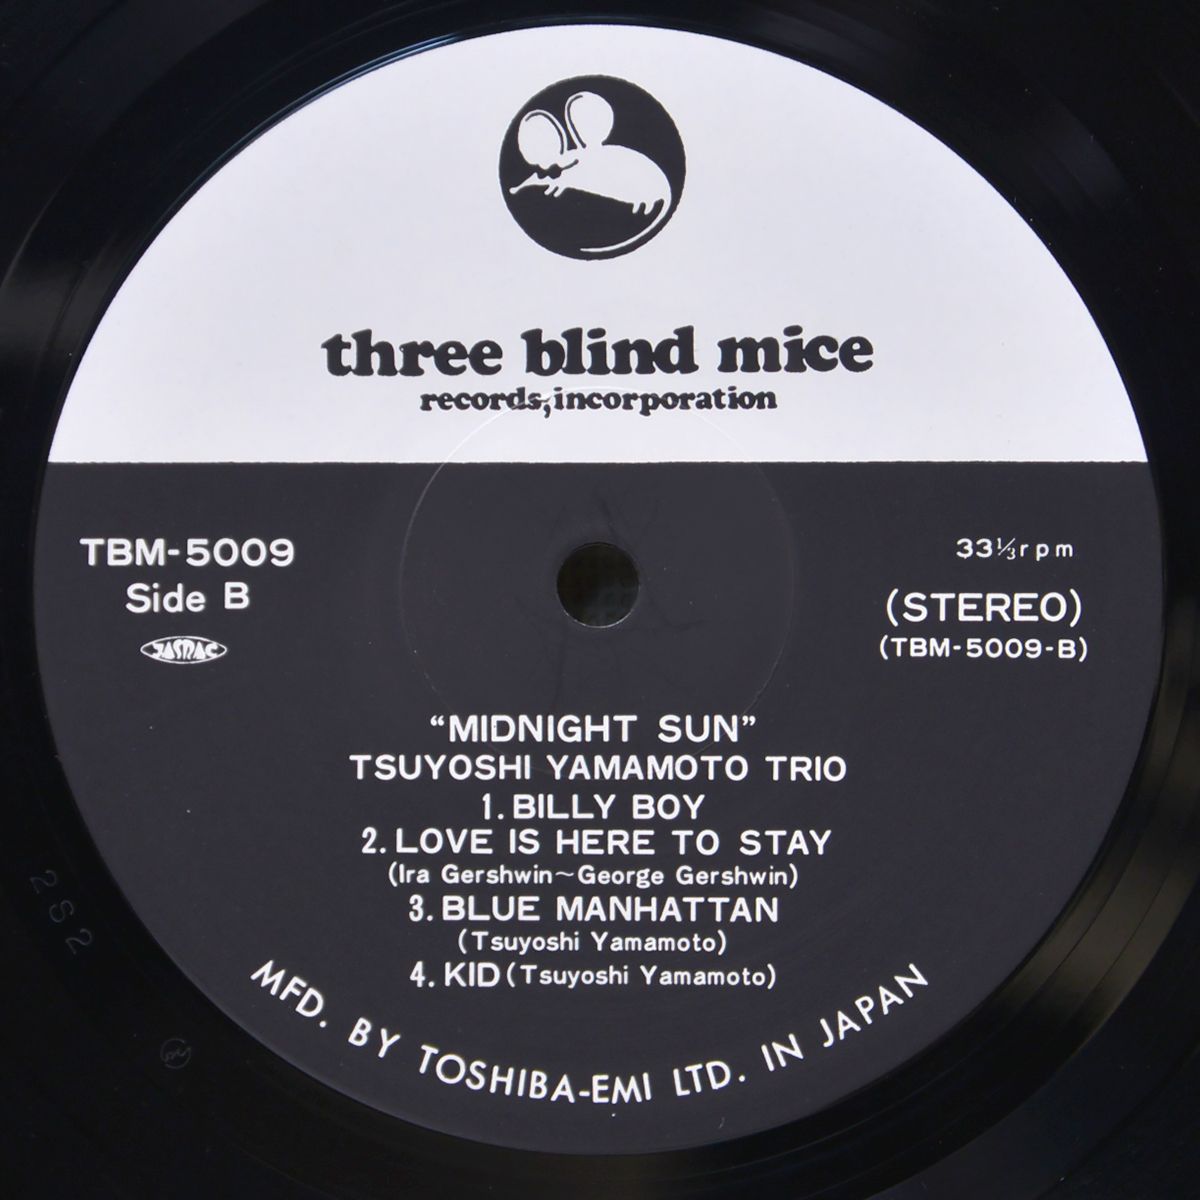 three blind mice
records, incorporation
TBM-5009
Side B
JASRAC
33⅓rpm
(STEREO)
(TBM-5009-B)
“MIDNIGHT SUN”
TSUYOSHI YAMAMOTO TRIO
1. BILLY BOY
2. LOVE IS HERE TO STAY
(Ira Gershwin~George Gershwin)
3. BLUE MANHATTAN
(Tsuyoshi Yamamoto)
4. KID (Tsuyoshi Yamamoto)
MFD. BY TOSHIBA-EMI LTD. IN JAPAN
2S2